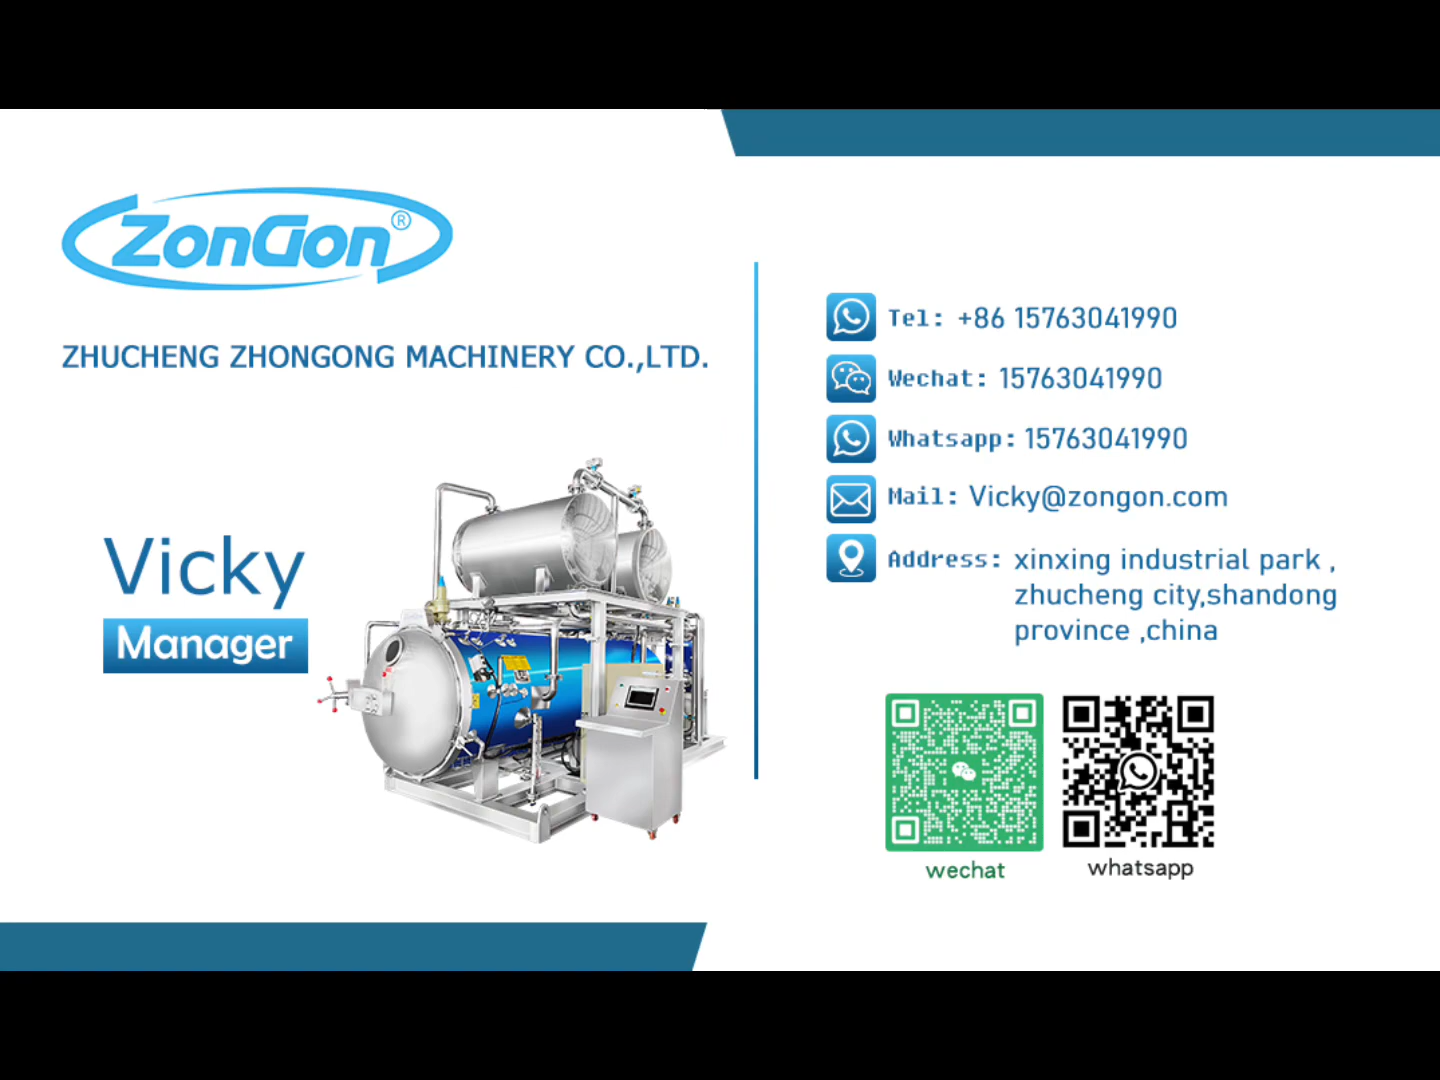 ZonGon®
ZHUCHENG ZHONGONG MACHINERY CO.,LTD.
Vicky
Manager
Tel: +86 15763041990
Wechat: 15763041990
Whatsapp: 15763041990
Mail: Vicky@zongon.com
Address: xinxing industrial park ,
zhucheng city,shandong
province ,china
wechat
whatsapp